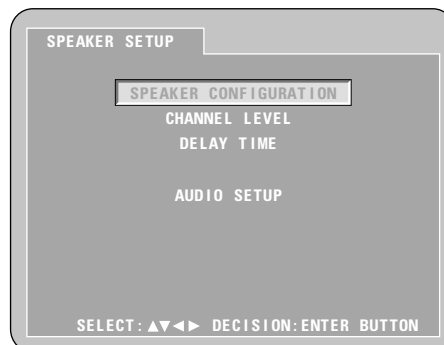 SPEAKER SETUP
SPEAKER CONFIGURATION
CHANNEL LEVEL
DELAY TIME
AUDIO SETUP
SELECT:▲▼◀▶ DECISION:ENTER BUTTON